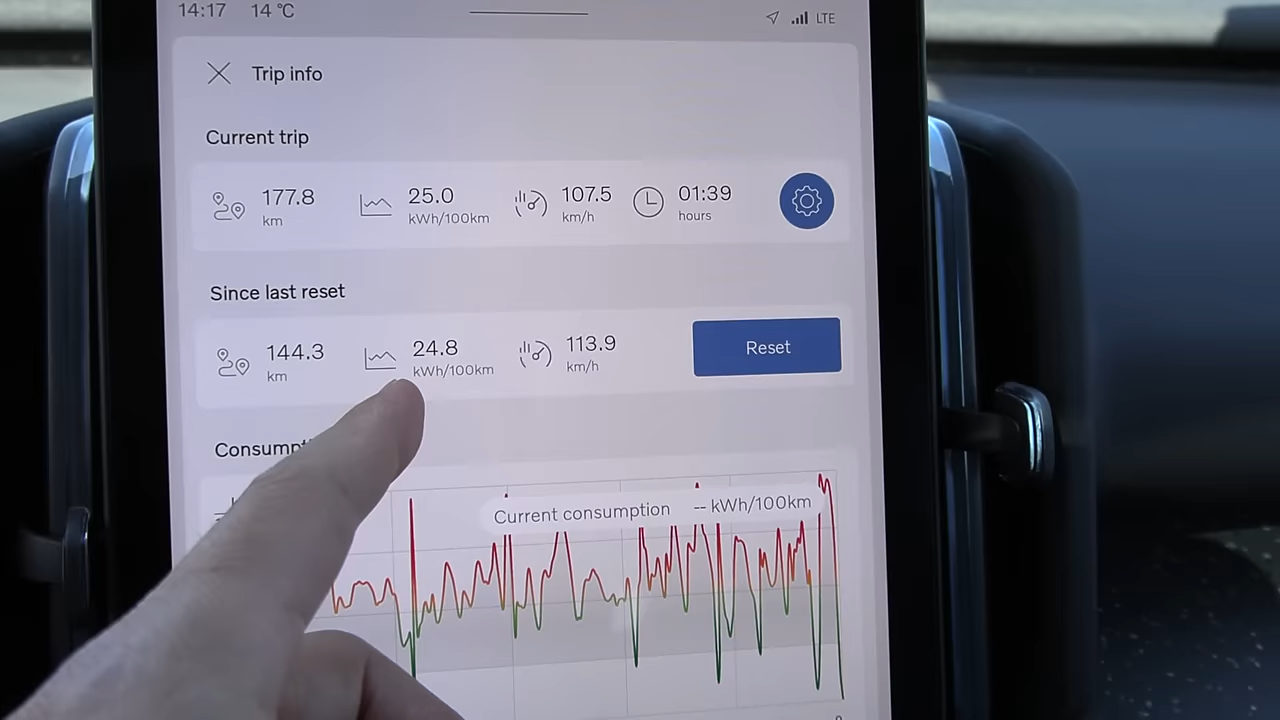 14:17 14 °C LTE
Trip info
Current trip
177.8 25.0 107.5 01:39
km kWh/100km km/h hours
Since last reset
144.3 24.8 113.9 Reset
km kWh/100km km/h
Current consumption -- kWh/100km